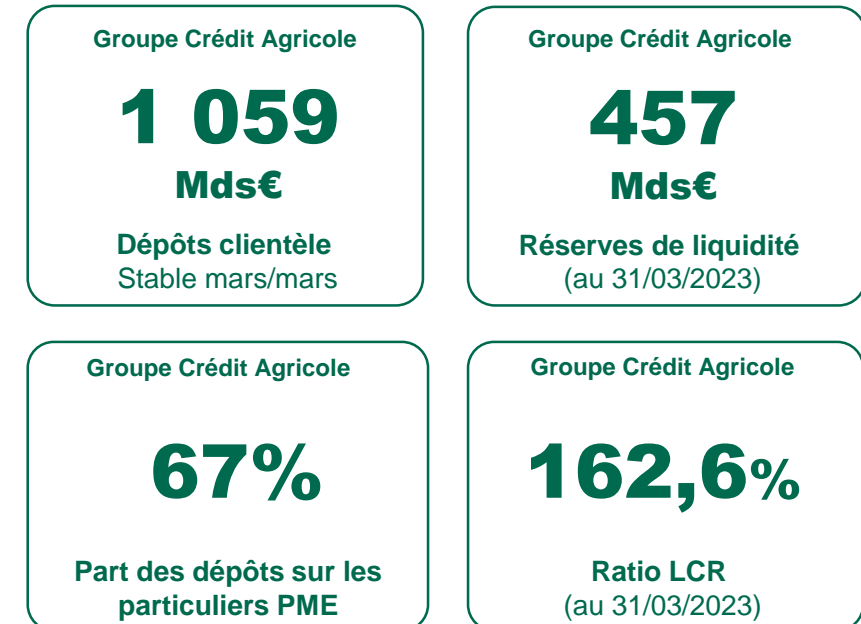 Groupe Crédit Agricole
1 059
Mds€
Dépôts clientèle
Stable mars/mars
Groupe Crédit Agricole
457
Mds€
Réserves de liquidité
(au 31/03/2023)
Groupe Crédit Agricole
67%
Part des dépôts sur les
particuliers PME
Groupe Crédit Agricole
162,6%
Ratio LCR
(au 31/03/2023)